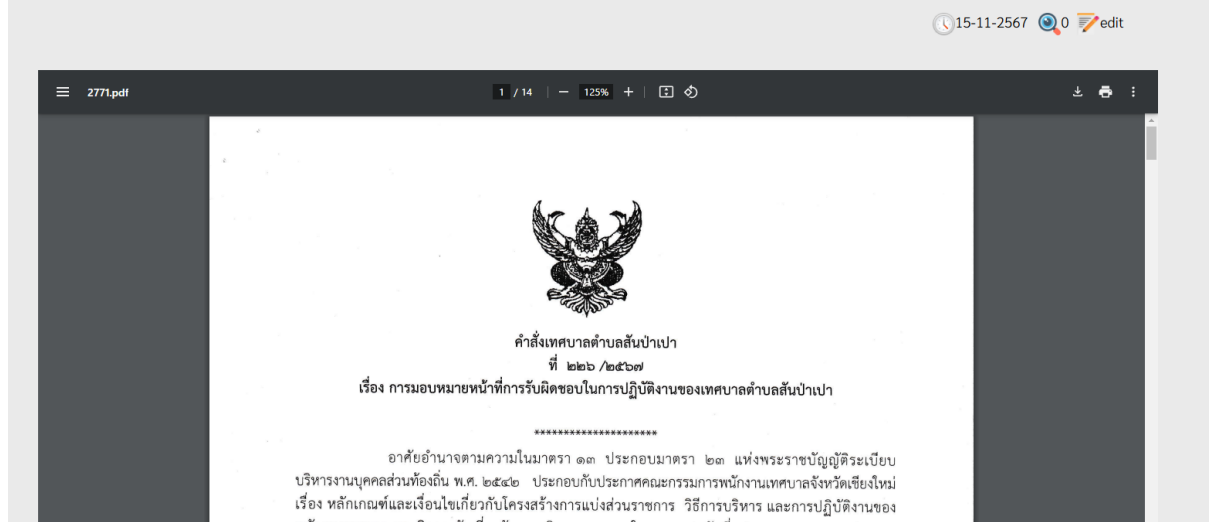 15-11-2567 0 edit
2771.pdf 1 / 14 125%
คำสั่งเทศบาลตำบลสันป่าเปา
ที่ ๒๒๖ /๒๕๖๗
เรื่อง การมอบหมายหน้าที่การรับผิดชอบในการปฏิบัติงานของเทศบาลตำบลสันป่าเปา
*********************
อาศัยอำนาจตามความในมาตรา ๑๓ ประกอบมาตรา ๒๓ แห่งพระราชบัญญัติระเบียบ
บริหารงานบุคคลส่วนท้องถิ่น พ.ศ. ๒๕๔๒ ประกอบกับประกาศคณะกรรมการพนักงานเทศบาลจังหวัดเชียงใหม่
เรื่อง หลักเกณฑ์และเงื่อนไขเกี่ยวกับโครงสร้างการแบ่งส่วนราชการ วิธีการบริหาร และการปฏิบัติงานของ